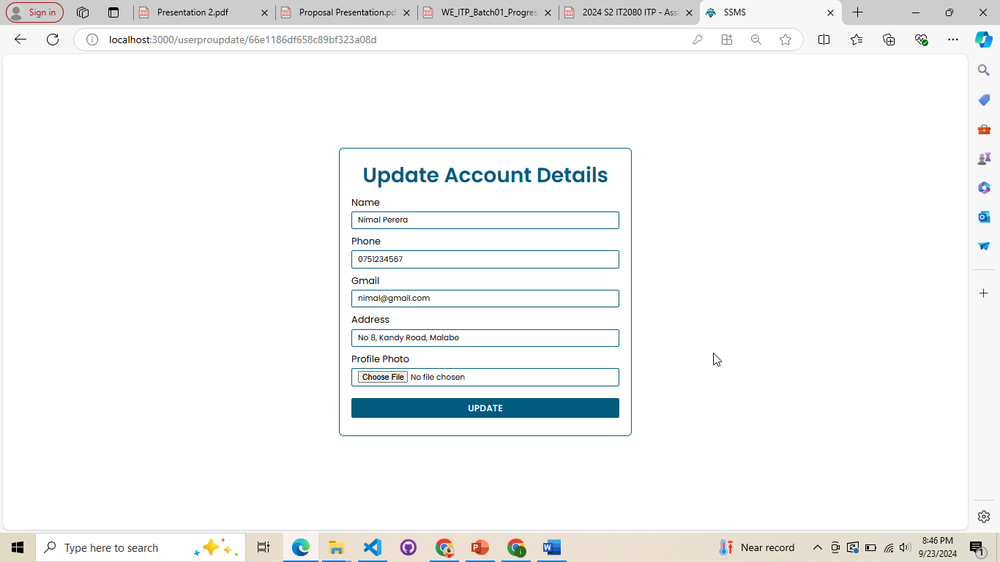 Sign in
Presentation 2.pdf
Proposal Presentation.pd
WE_ITP_Batch01_Progres
2024 S2 IT2080 ITP - Assi
SSMS
localhost:3000/userproupdate/66e1186df658c89bf323a08d
Update Account Details
Name
Nimal Perera
Phone
0751234567
Gmail
nimal@gmail.com
Address
No 8, Kandy Road, Malabe
Profile Photo
Choose File No file chosen
UPDATE
Type here to search
Near record
8:46 PM
9/23/2024
1